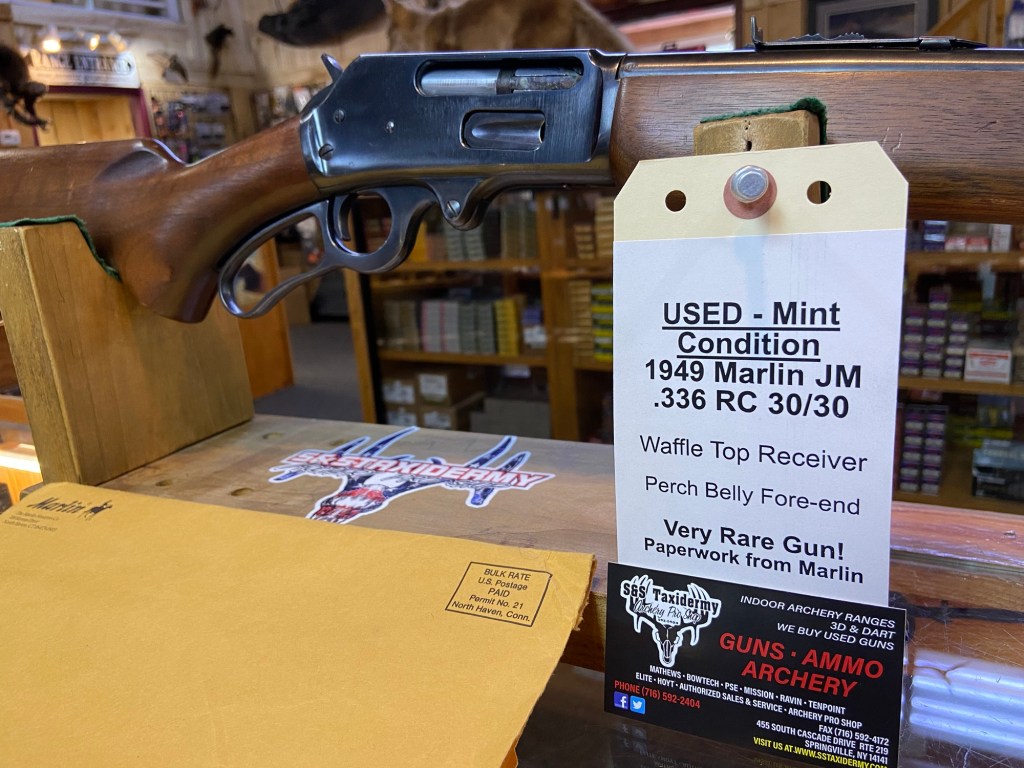 USED - Mint
Condition
1949 Marlin JM
.336 RC 30/30
Waffle Top Receiver
Perch Belly Fore-end
Very Rare Gun!
Paperwork from Marlin
S&S TAXIDERMY
Marlin
BULK RATE
U.S. Postage
PAID
Permit No. 21
North Haven, Conn.
S&S Taxidermy
Archery Pro Shop
INDOOR ARCHERY RANGES
3D & DART
WE BUY USED GUNS
GUNS · AMMO
ARCHERY
MATHEWS · BOWTECH · PSE · MISSION · RAVIN · TENPOINT
ELITE · HOYT · AUTHORIZED SALES & SERVICE · ARCHERY PRO SHOP
PHONE (716) 592-2404
FAX (716) 592-4172
455 SOUTH CASCADE DRIVE RTE 219
SPRINGVILLE, NY 14141
VISIT US AT WWW.SSTAXIDERMY.COM